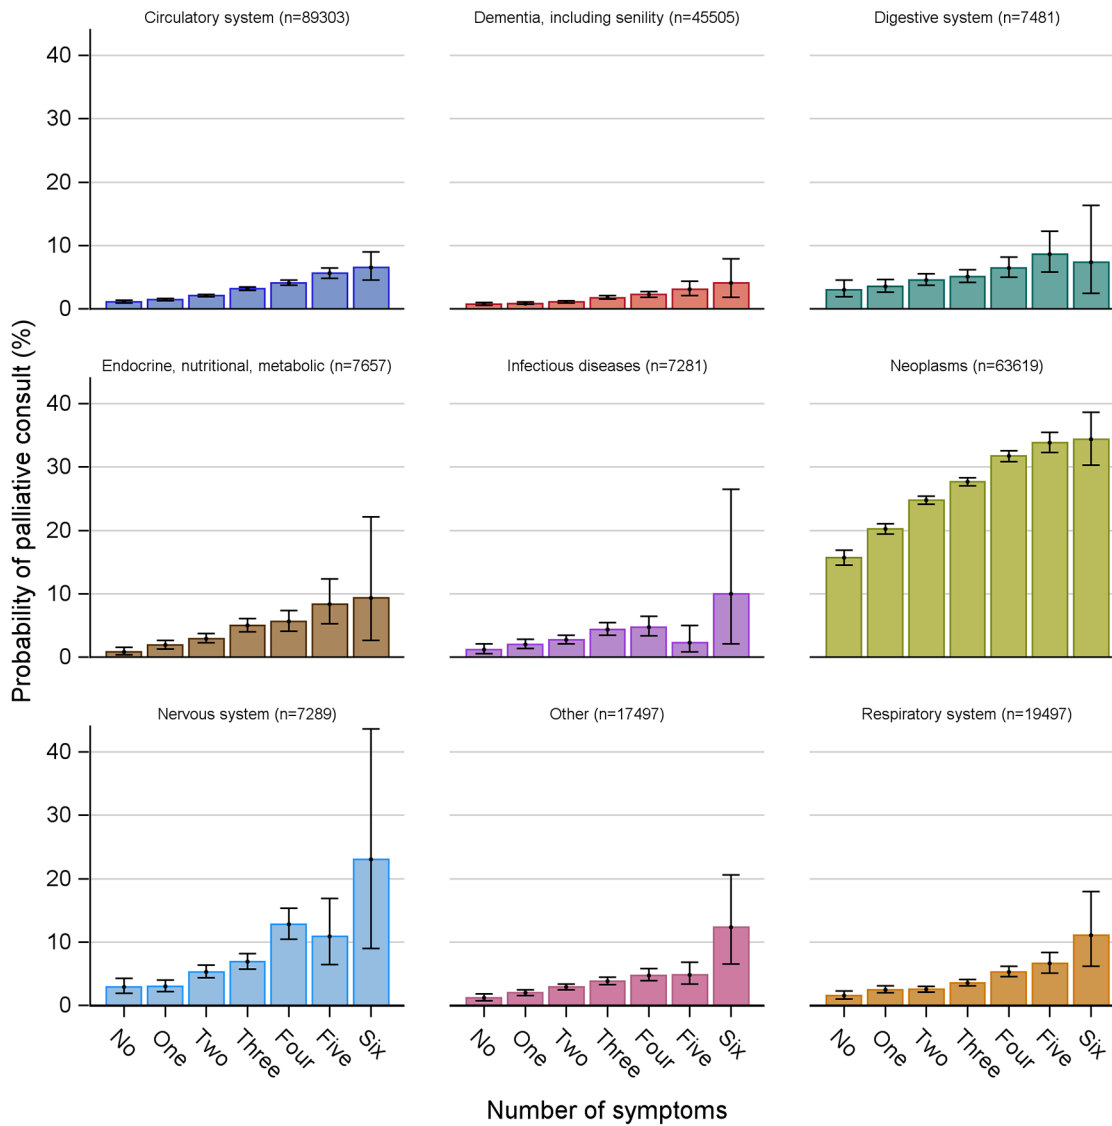 Circulatory system (n=89303)
Dementia, including senility (n=45505)
Digestive system (n=7481)
40
30
20
10
0
Endocrine, nutritional, metabolic (n=7657)
Infectious diseases (n=7281)
Neoplasms (n=63619)
40
30
20
10
0
Probability of palliative consult (%)
Nervous system (n=7289)
Other (n=17497)
Respiratory system (n=19497)
40
30
20
10
0
No One Two Three Four Five Six
No One Two Three Four Five Six
No One Two Three Four Five Six
Number of symptoms